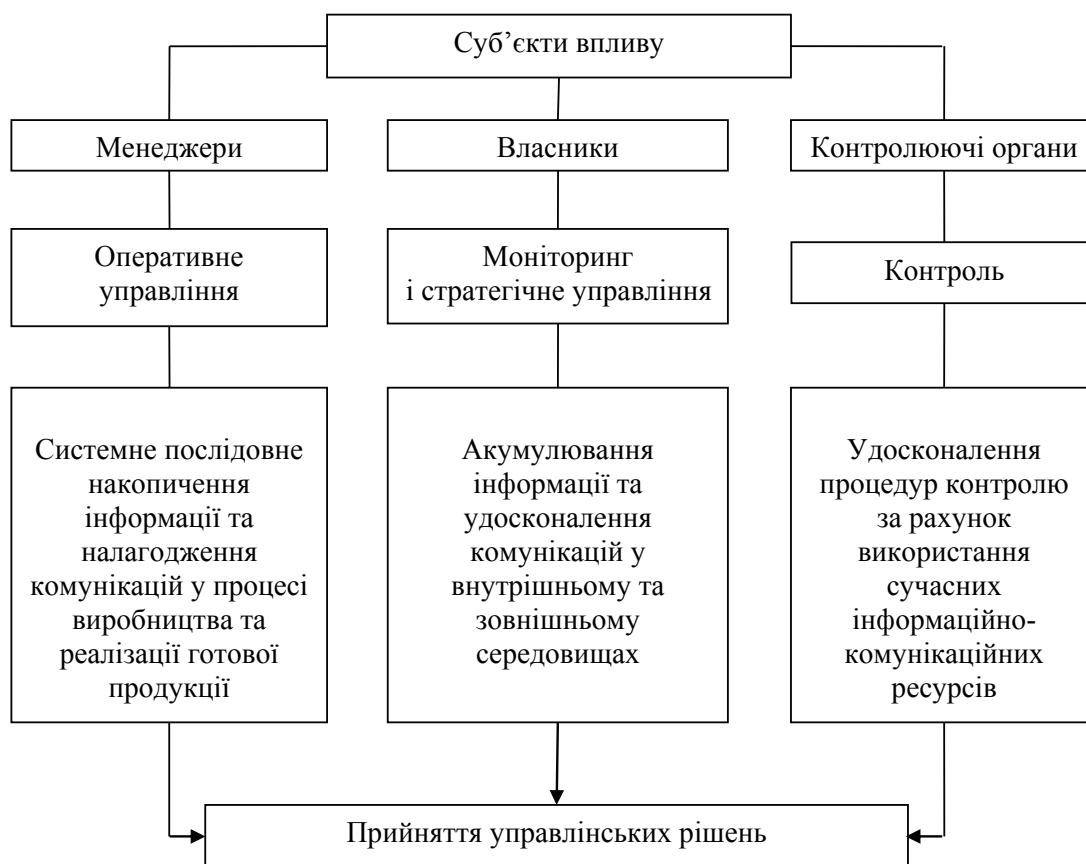 Суб’єкти впливу
Менеджери
Власники
Контролюючі органи
Оперативне
управління
Моніторинг
і стратегічне управління
Контроль
Системне послідовне
накопичення
інформації та
налагодження
комунікацій у процесі
виробництва та
реалізації готової
продукції
Акумулювання
інформації та
удосконалення
комунікацій у
внутрішньому та
зовнішньому
середовищах
Удосконалення
процедур контролю
за рахунок
використання
сучасних
інформаційно-
комунікаційних
ресурсів
Прийняття управлінських рішень